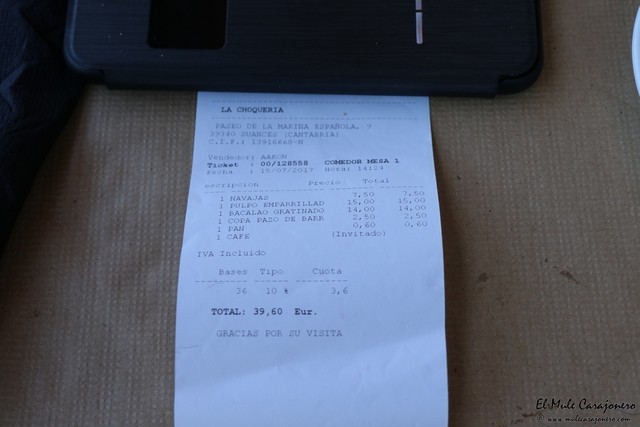 LA CHOQUERIA
PASEO DE LA MARINA ESPAÑOLA, 9
39340 SUANCES (CANTABRIA)
C.I.F.: 13916668-N
Vendedor: AARON
Ticket : 00/128558 COMEDOR MESA 1
Fecha : 15/07/2017 Hora: 14:24
escripción Precio Total
1 NAVAJAS 7,50 7,50
1 PULPO EMPARRILLAD 15,00 15,00
1 BACALAO GRATINADO 14,00 14,00
1 COPA PAZO DE BARR 2,50 2,50
1 PAN 0,60 0,60
1 CAFE (Invitado)
IVA Incluido
Bases Tipo Cuota
36 10 % 3,6
TOTAL: 39,60 Eur.
GRACIAS POR SU VISITA
El Mule Carajonero
© www.mulecarajonero.com